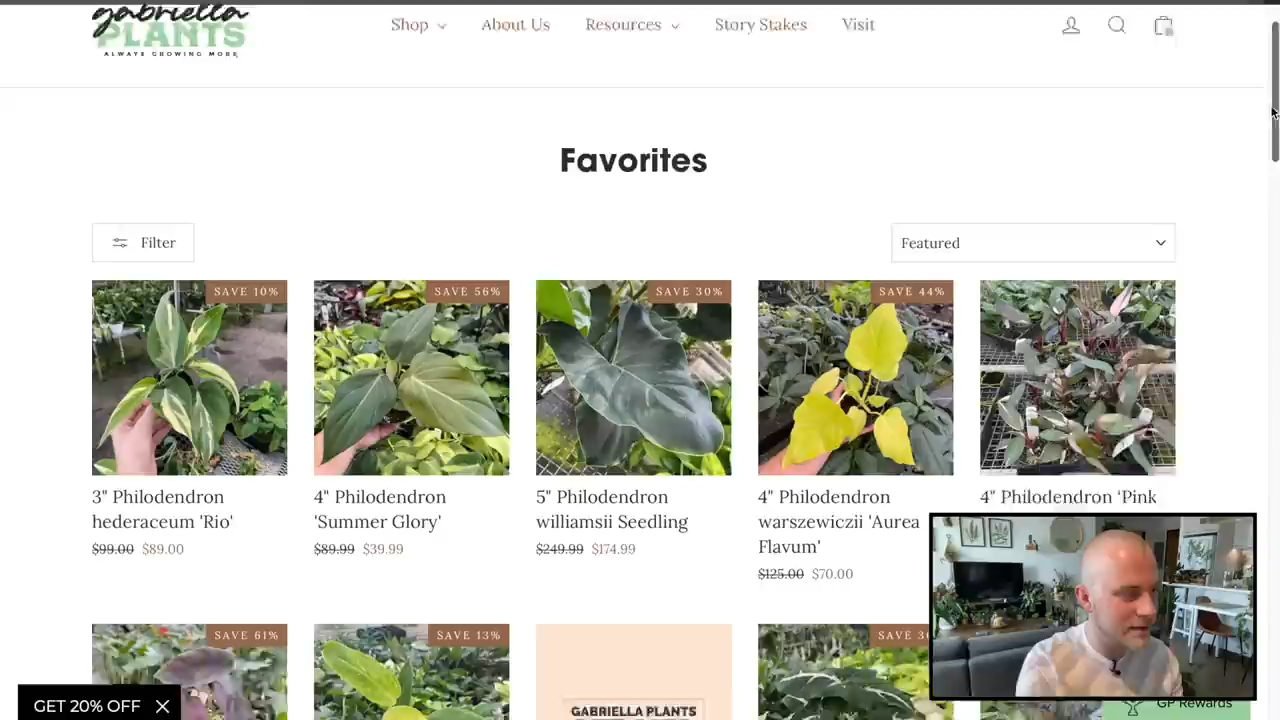 gabriella
PLANTS
ALWAYS GROWING MORE
Shop
About Us
Resources
Story Stakes
Visit
Favorites
Filter
Featured
SAVE 10%
SAVE 56%
SAVE 30%
SAVE 44%
3" Philodendron
hederaceum 'Rio'
$99.00 $89.00
4" Philodendron
'Summer Glory'
$89.99 $39.99
5" Philodendron
williamsii Seedling
$249.99 $174.99
4" Philodendron
warszewiczii 'Aurea
Flavum'
$125.00 $70.00
4" Philodendron 'Pink
SAVE 61%
SAVE 13%
SAVE
GABRIELLA PLANTS
GET 20% OFF
GP Rewards